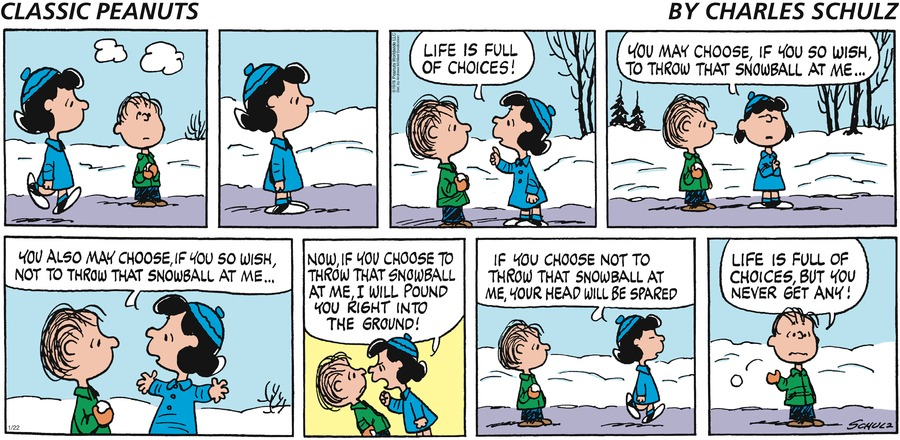 CLASSIC PEANUTS
BY CHARLES SCHULZ
LIFE IS FULL
OF CHOICES!
YOU MAY CHOOSE, IF YOU SO WISH,
TO THROW THAT SNOWBALL AT ME...
YOU ALSO MAY CHOOSE, IF YOU SO WISH,
NOT TO THROW THAT SNOWBALL AT ME...
1/22
NOW, IF YOU CHOOSE TO
THROW THAT SNOWBALL
AT ME, I WILL POUND
YOU RIGHT INTO
THE GROUND!
IF YOU CHOOSE NOT TO
THROW THAT SNOWBALL AT
ME, YOUR HEAD WILL BE SPARED
LIFE IS FULL OF
CHOICES, BUT YOU
NEVER GET ANY!
SCHULZ